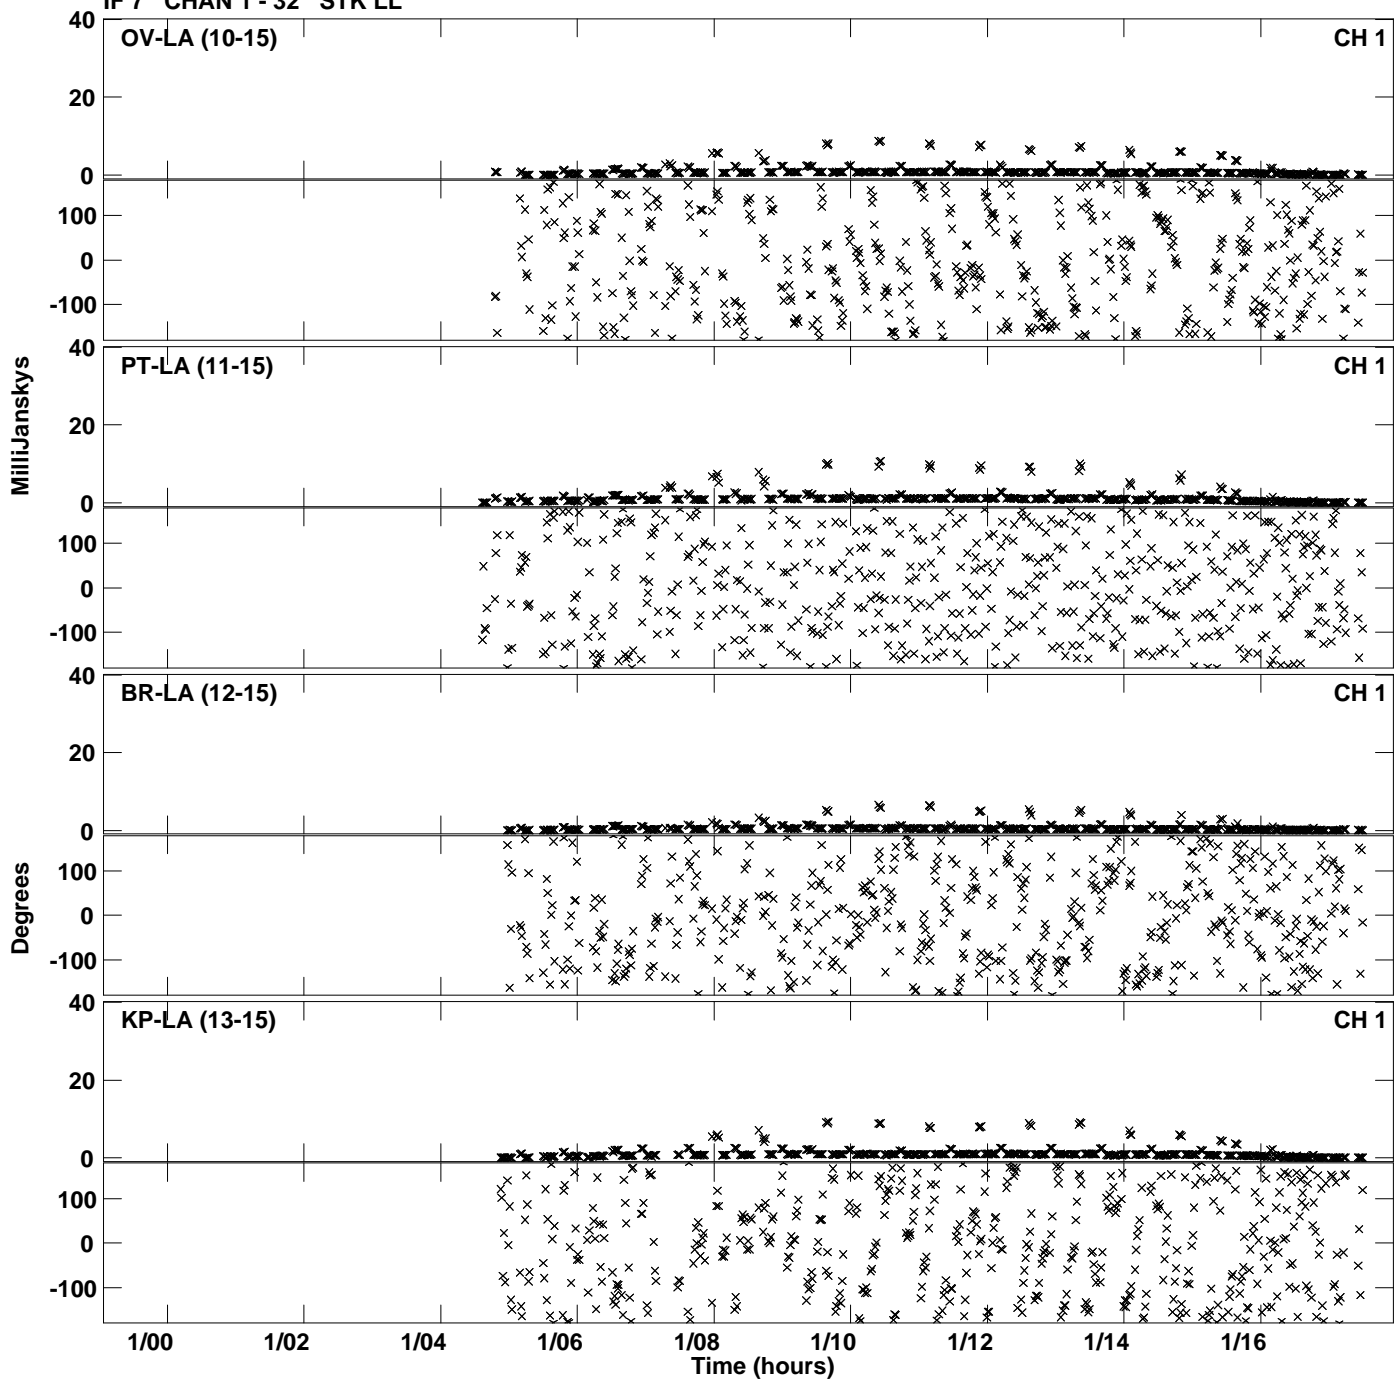 IF 7 CHAN 1 - 32 STK LL
40
OV-LA (10-15) CH 1
20
0
100
0
-100
40
PT-LA (11-15) CH 1
20
0
100
0
-100
MilliJanskys
40
BR-LA (12-15) CH 1
20
0
100
0
-100
Degrees
40
KP-LA (13-15) CH 1
20
0
100
0
-100
1/00 1/02 1/04 1/06 1/08 1/10 1/12 1/14 1/16
Time (hours)